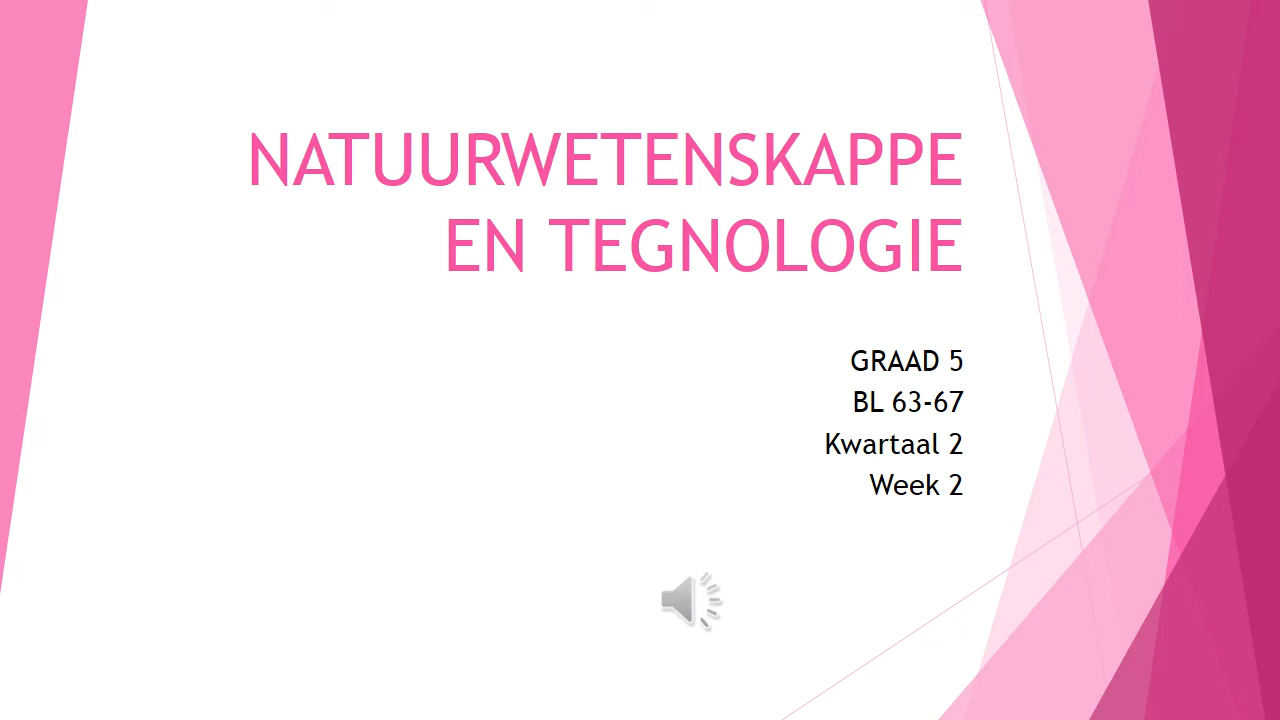 NATUURWETENSKAPPE
EN TEGNOLOGIE
GRAAD 5
BL 63-67
Kwartaal 2
Week 2